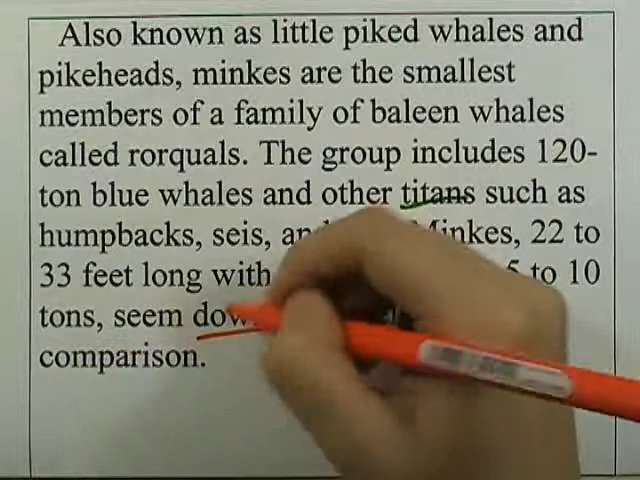 Also known as little piked whales and
pikeheads, minkes are the smallest
members of a family of baleen whales
called rorquals. The group includes 120-
ton blue whales and other titans such as
humpbacks, seis, Minkes, 22 to
33 feet long with to 10
tons, seem
comparison.